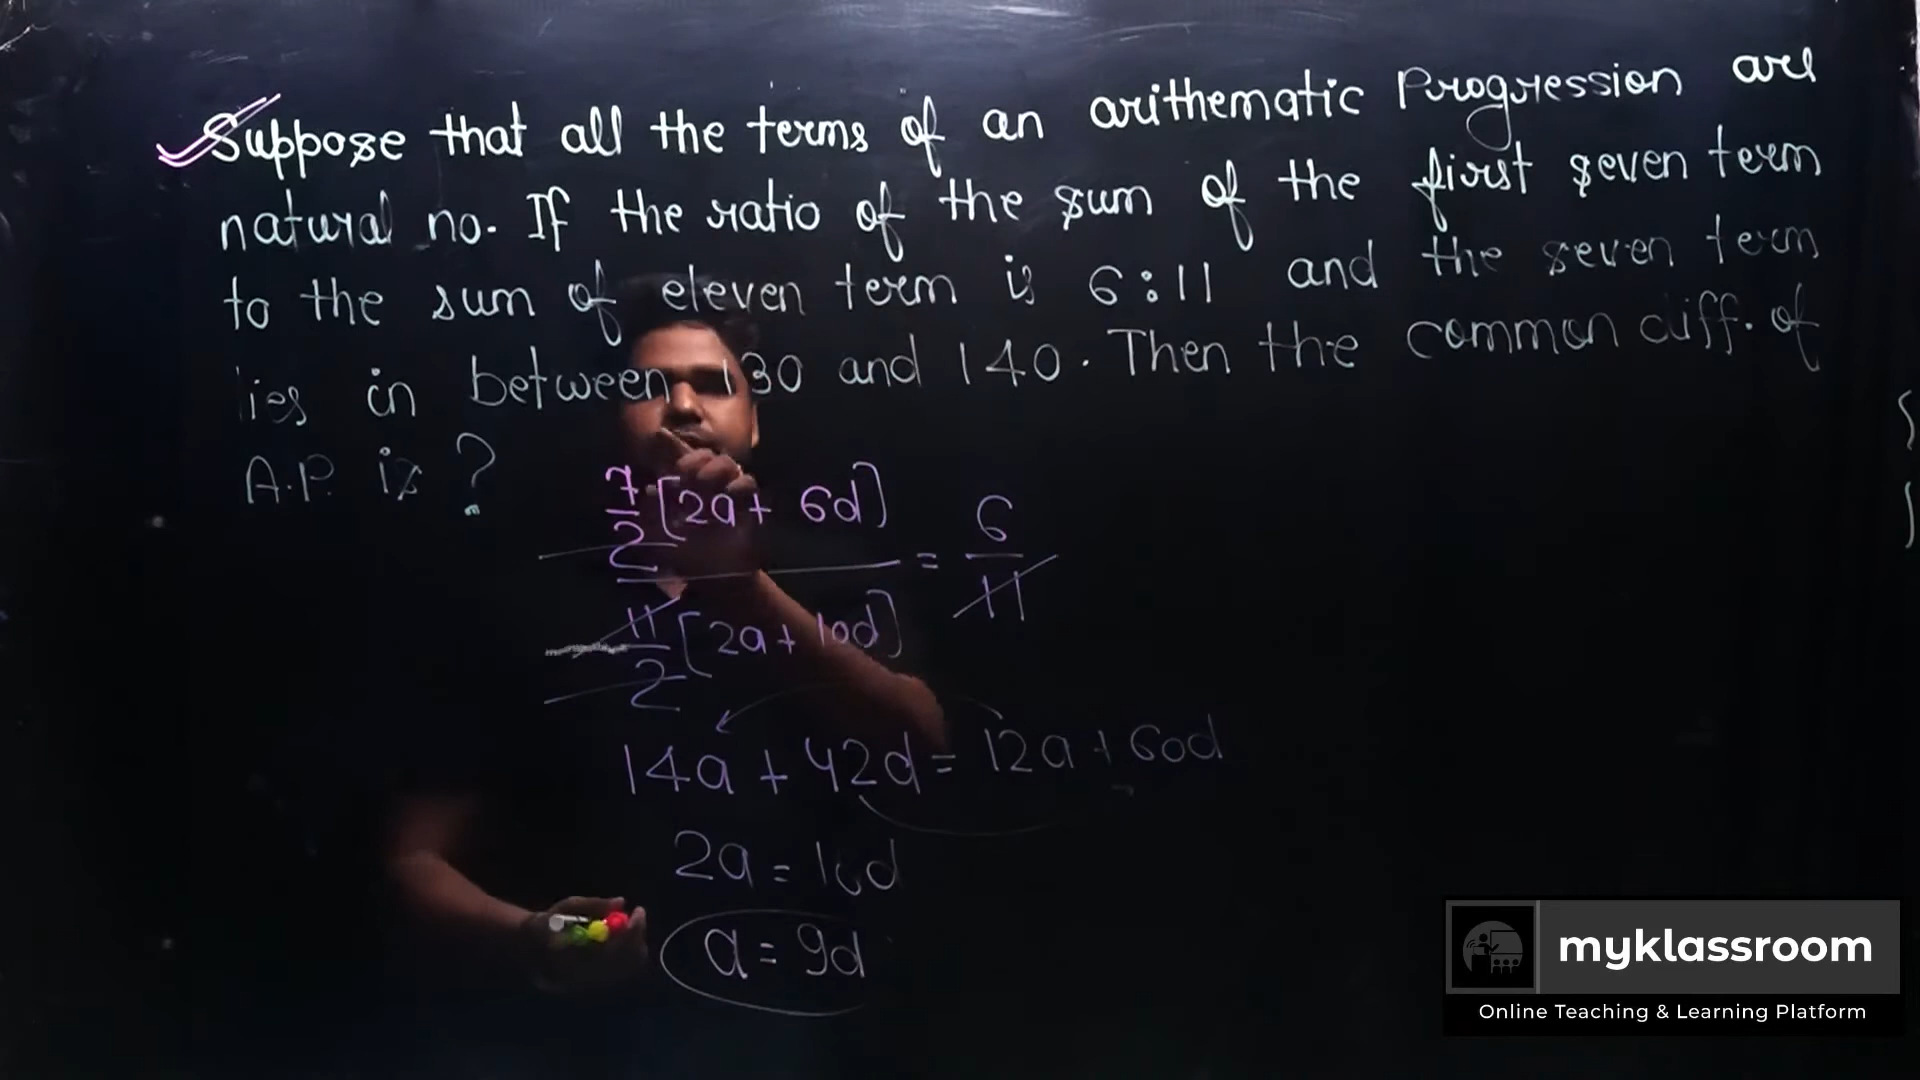 Suppose that all the terms of an arithematic Progression are
natural no. If the ratio of the sum of the first seven term
to the sum of eleven term is 6:11 and the seven term
lies in between 130 and 140. Then the common diff. of
A.P. is ?
7/2 [2a + 6d]
= 6/11
11/2 [2a + 10d]
14a + 42d = 12a + 60d
2a = 18d
a = 9d
myklassroom
Online Teaching & Learning Platform